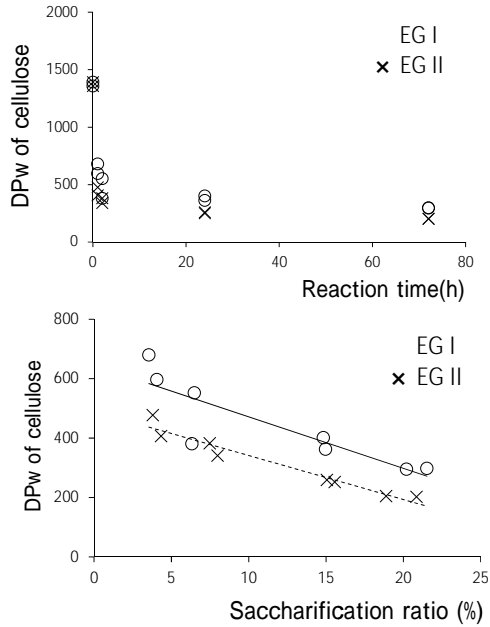 2000
1500
1000
500
0
DPw of cellulose
EG I
× EG II
0 20 40 60 80
Reaction time(h)
800
600
400
200
0
DPw of cellulose
EG I
× EG II
0 5 10 15 20 25
Saccharification ratio (%)